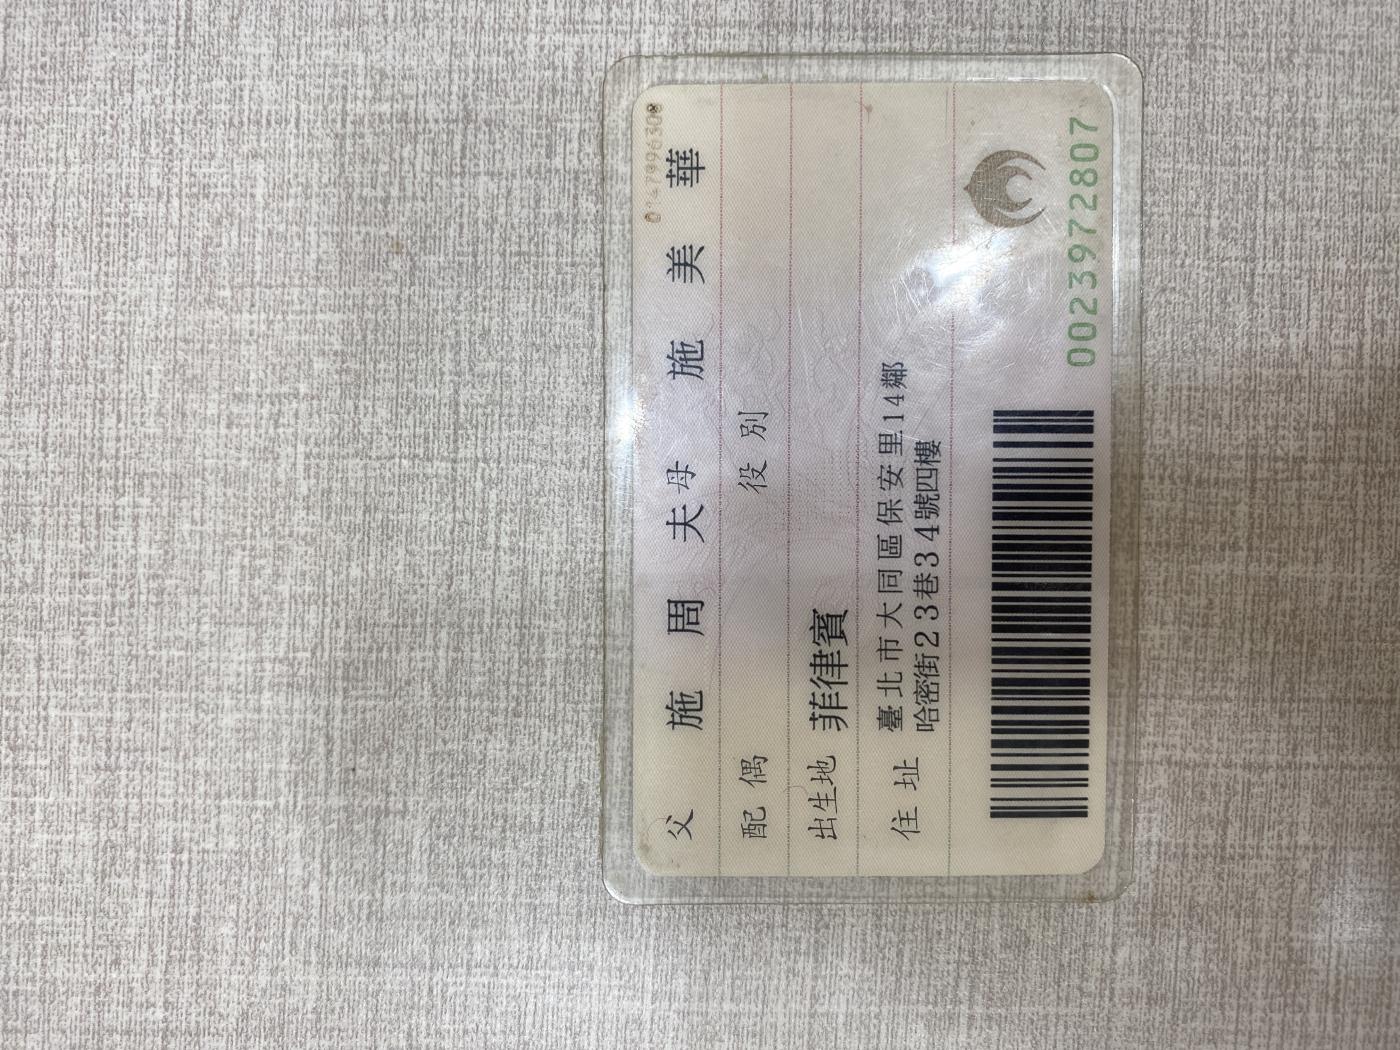 父 施周夫 母 施美華
配偶 役別
出生地 菲律賓
住址 臺北市大同區保安里14鄰
哈密街23巷34號四樓
0023972807